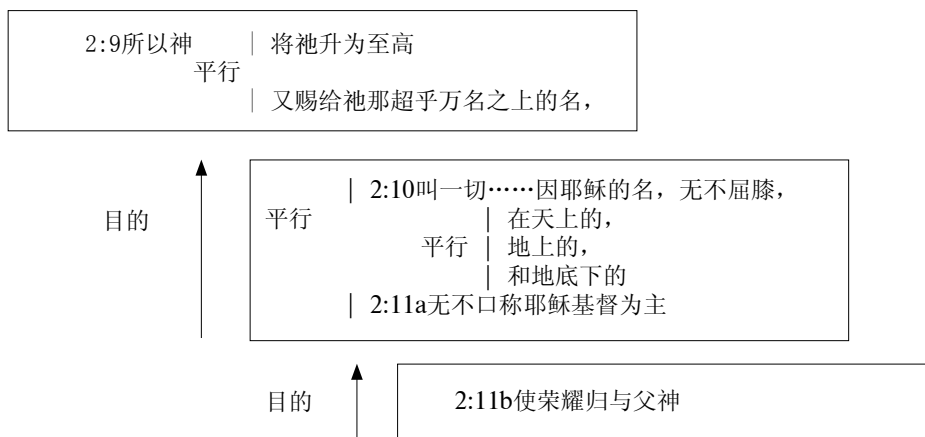 2:9所以神 | 将祂升为至高
平行
| 又赐给祂那超乎万名之上的名，
目的
| 2:10叫一切……因耶稣的名，无不屈膝，
平行 | 在天上的，
平行 | 地上的，
| 和地底下的
| 2:11a无不口称耶稣基督为主
目的
2:11b使荣耀归与父神